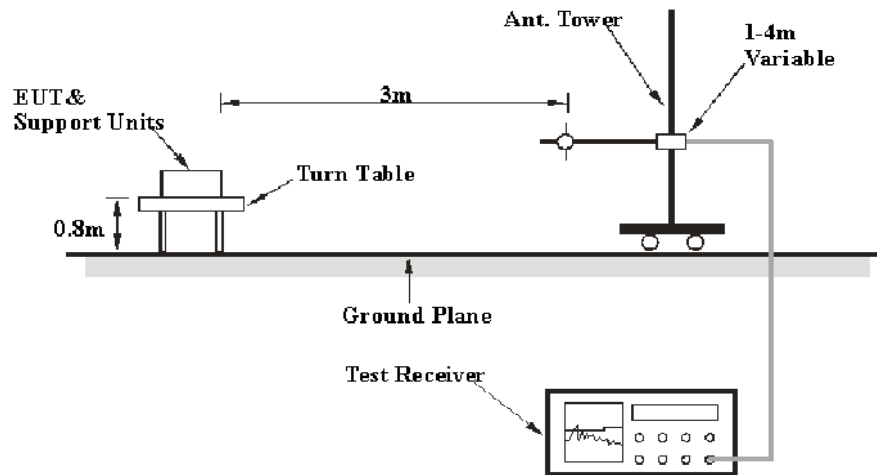 Ant. Tower
1-4m
Variable
3m
EUT &
Support Units
Turn Table
0.8m
Ground Plane
Test Receiver